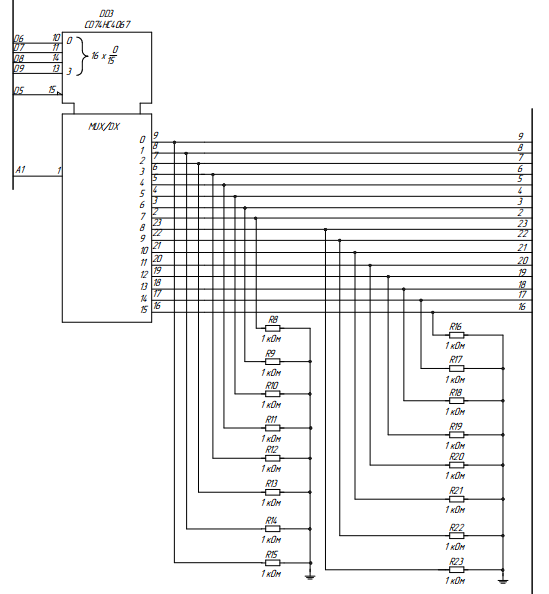 DD3
CD74HC4067
D6 10 0
D7 11
D8 14
D9 13 3
16 x 0/15
D5 15
MUX/DX
A1 1
0 9 9
1 8 8
2 7 7
3 6 6
4 5 5
5 4 4
6 3 3
7 2 2
8 23 23
9 22 22
10 21 21
11 20 20
12 19 19
13 18 18
14 17 17
15 16 16
R8
1 кОм
R9
1 кОм
R10
1 кОм
R11
1 кОм
R12
1 кОм
R13
1 кОм
R14
1 кОм
R15
1 кОм
R16
1 кОм
R17
1 кОм
R18
1 кОм
R19
1 кОм
R20
1 кОм
R21
1 кОм
R22
1 кОм
R23
1 кОм